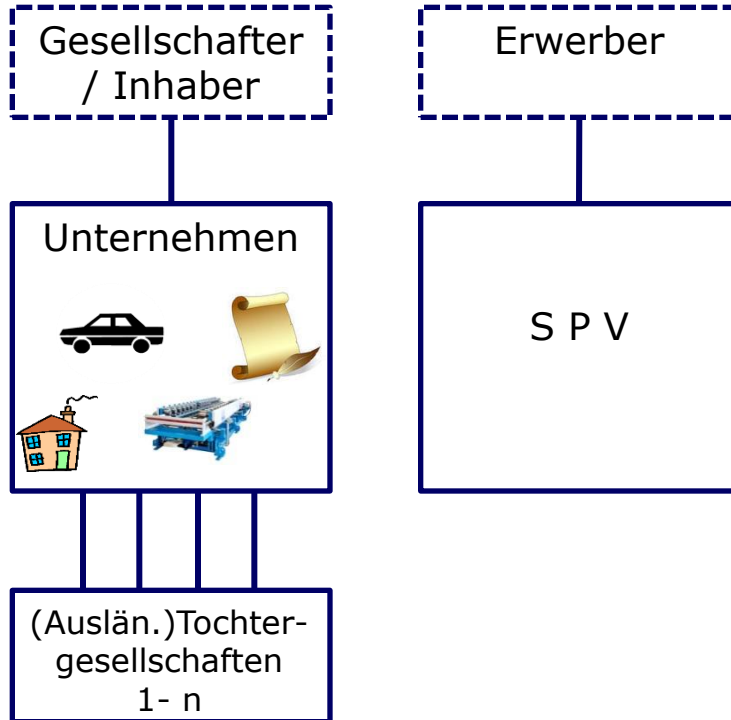 Gesellschafter
/ Inhaber
Erwerber
Unternehmen
S P V
(Auslän.)Tochter-
gesellschaften
1- n